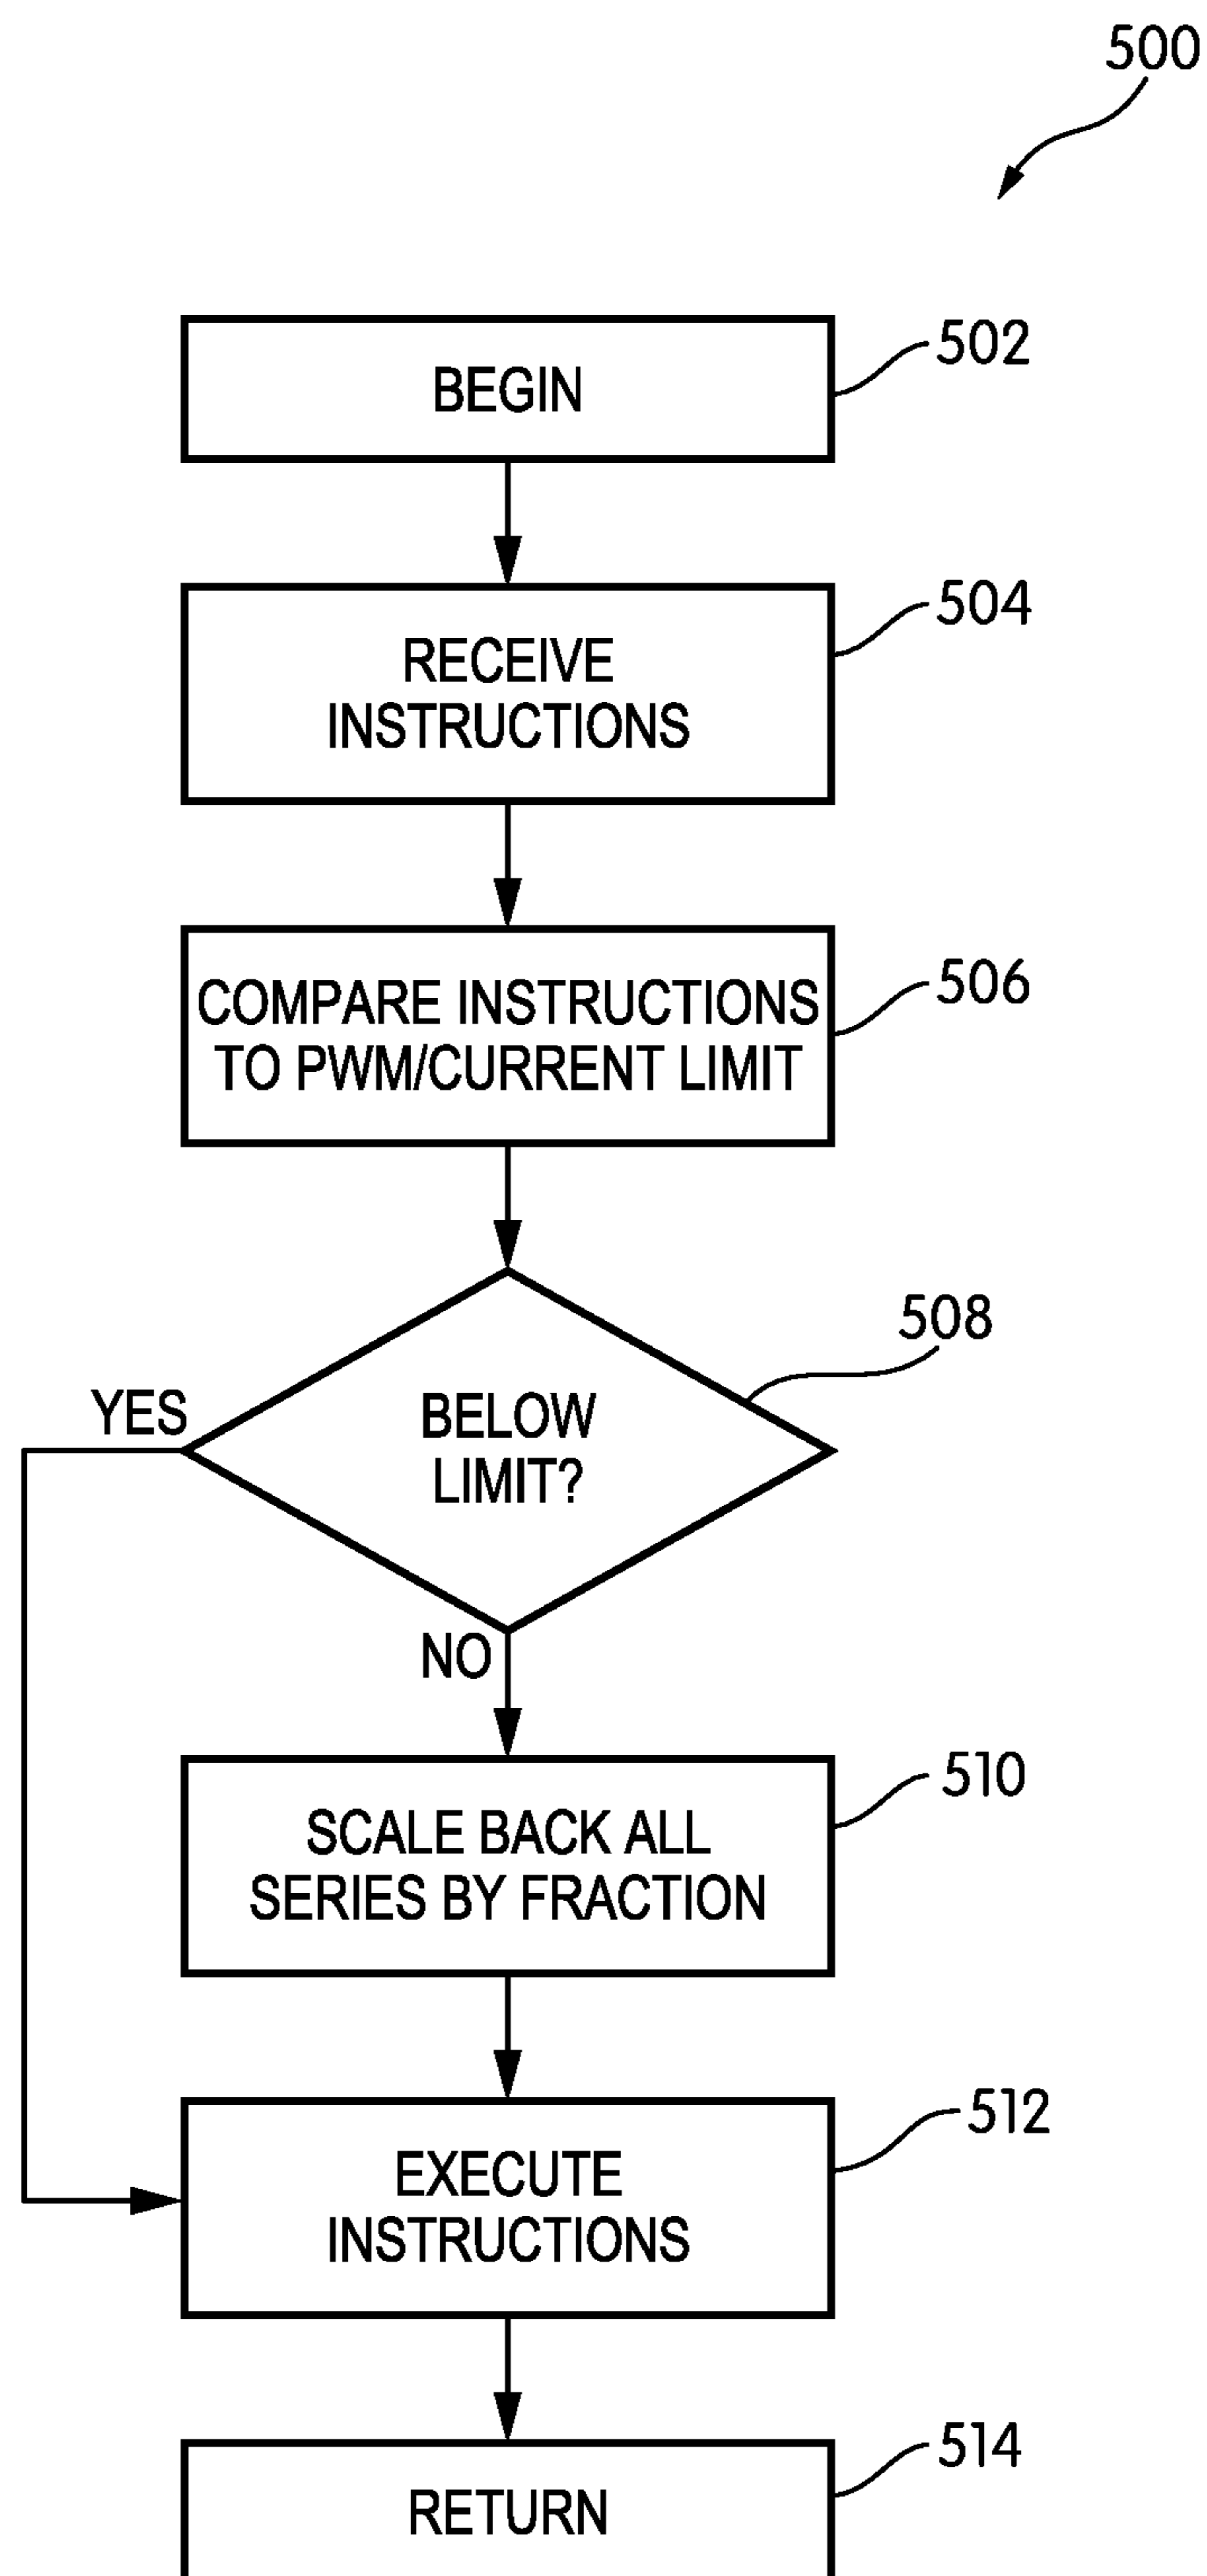 500
BEGIN
502
RECEIVE
INSTRUCTIONS
504
COMPARE INSTRUCTIONS
TO PWM/CURRENT LIMIT
506
BELOW
LIMIT?
508
YES
NO
SCALE BACK ALL
SERIES BY FRACTION
510
EXECUTE
INSTRUCTIONS
512
RETURN
514